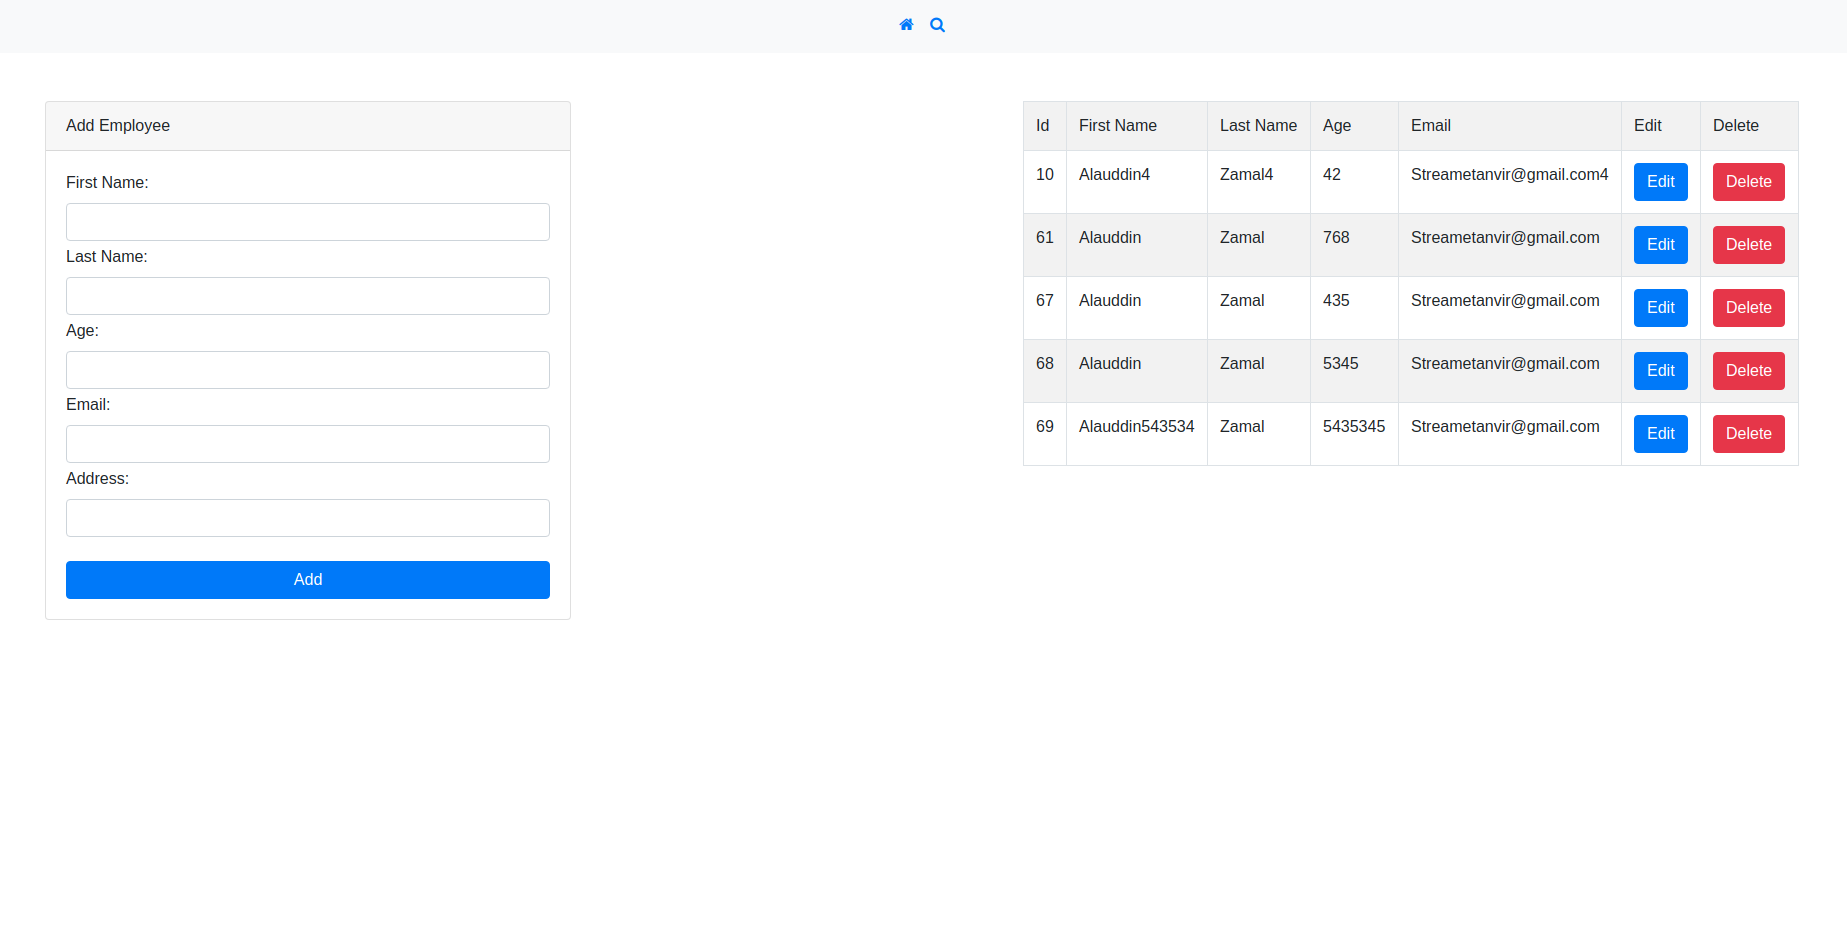 Add Employee
First Name:
Last Name:
Age:
Email:
Address:
Add
Id First Name Last Name Age Email Edit Delete
10 Alauddin4 Zamal4 42 Streametanvir@gmail.com4 Edit Delete
61 Alauddin Zamal 768 Streametanvir@gmail.com Edit Delete
67 Alauddin Zamal 435 Streametanvir@gmail.com Edit Delete
68 Alauddin Zamal 5345 Streametanvir@gmail.com Edit Delete
69 Alauddin543534 Zamal 5435345 Streametanvir@gmail.com Edit Delete